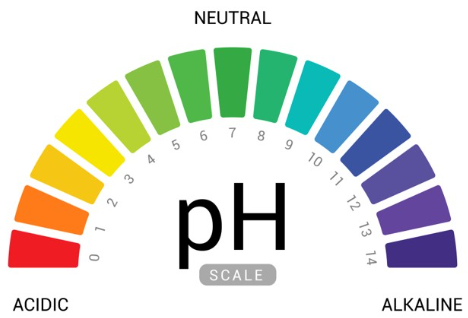 NEUTRAL
0 1 2 3 4 5 6 7 8 9 10 11 12 13 14
pH
SCALE
ACIDIC ALKALINE